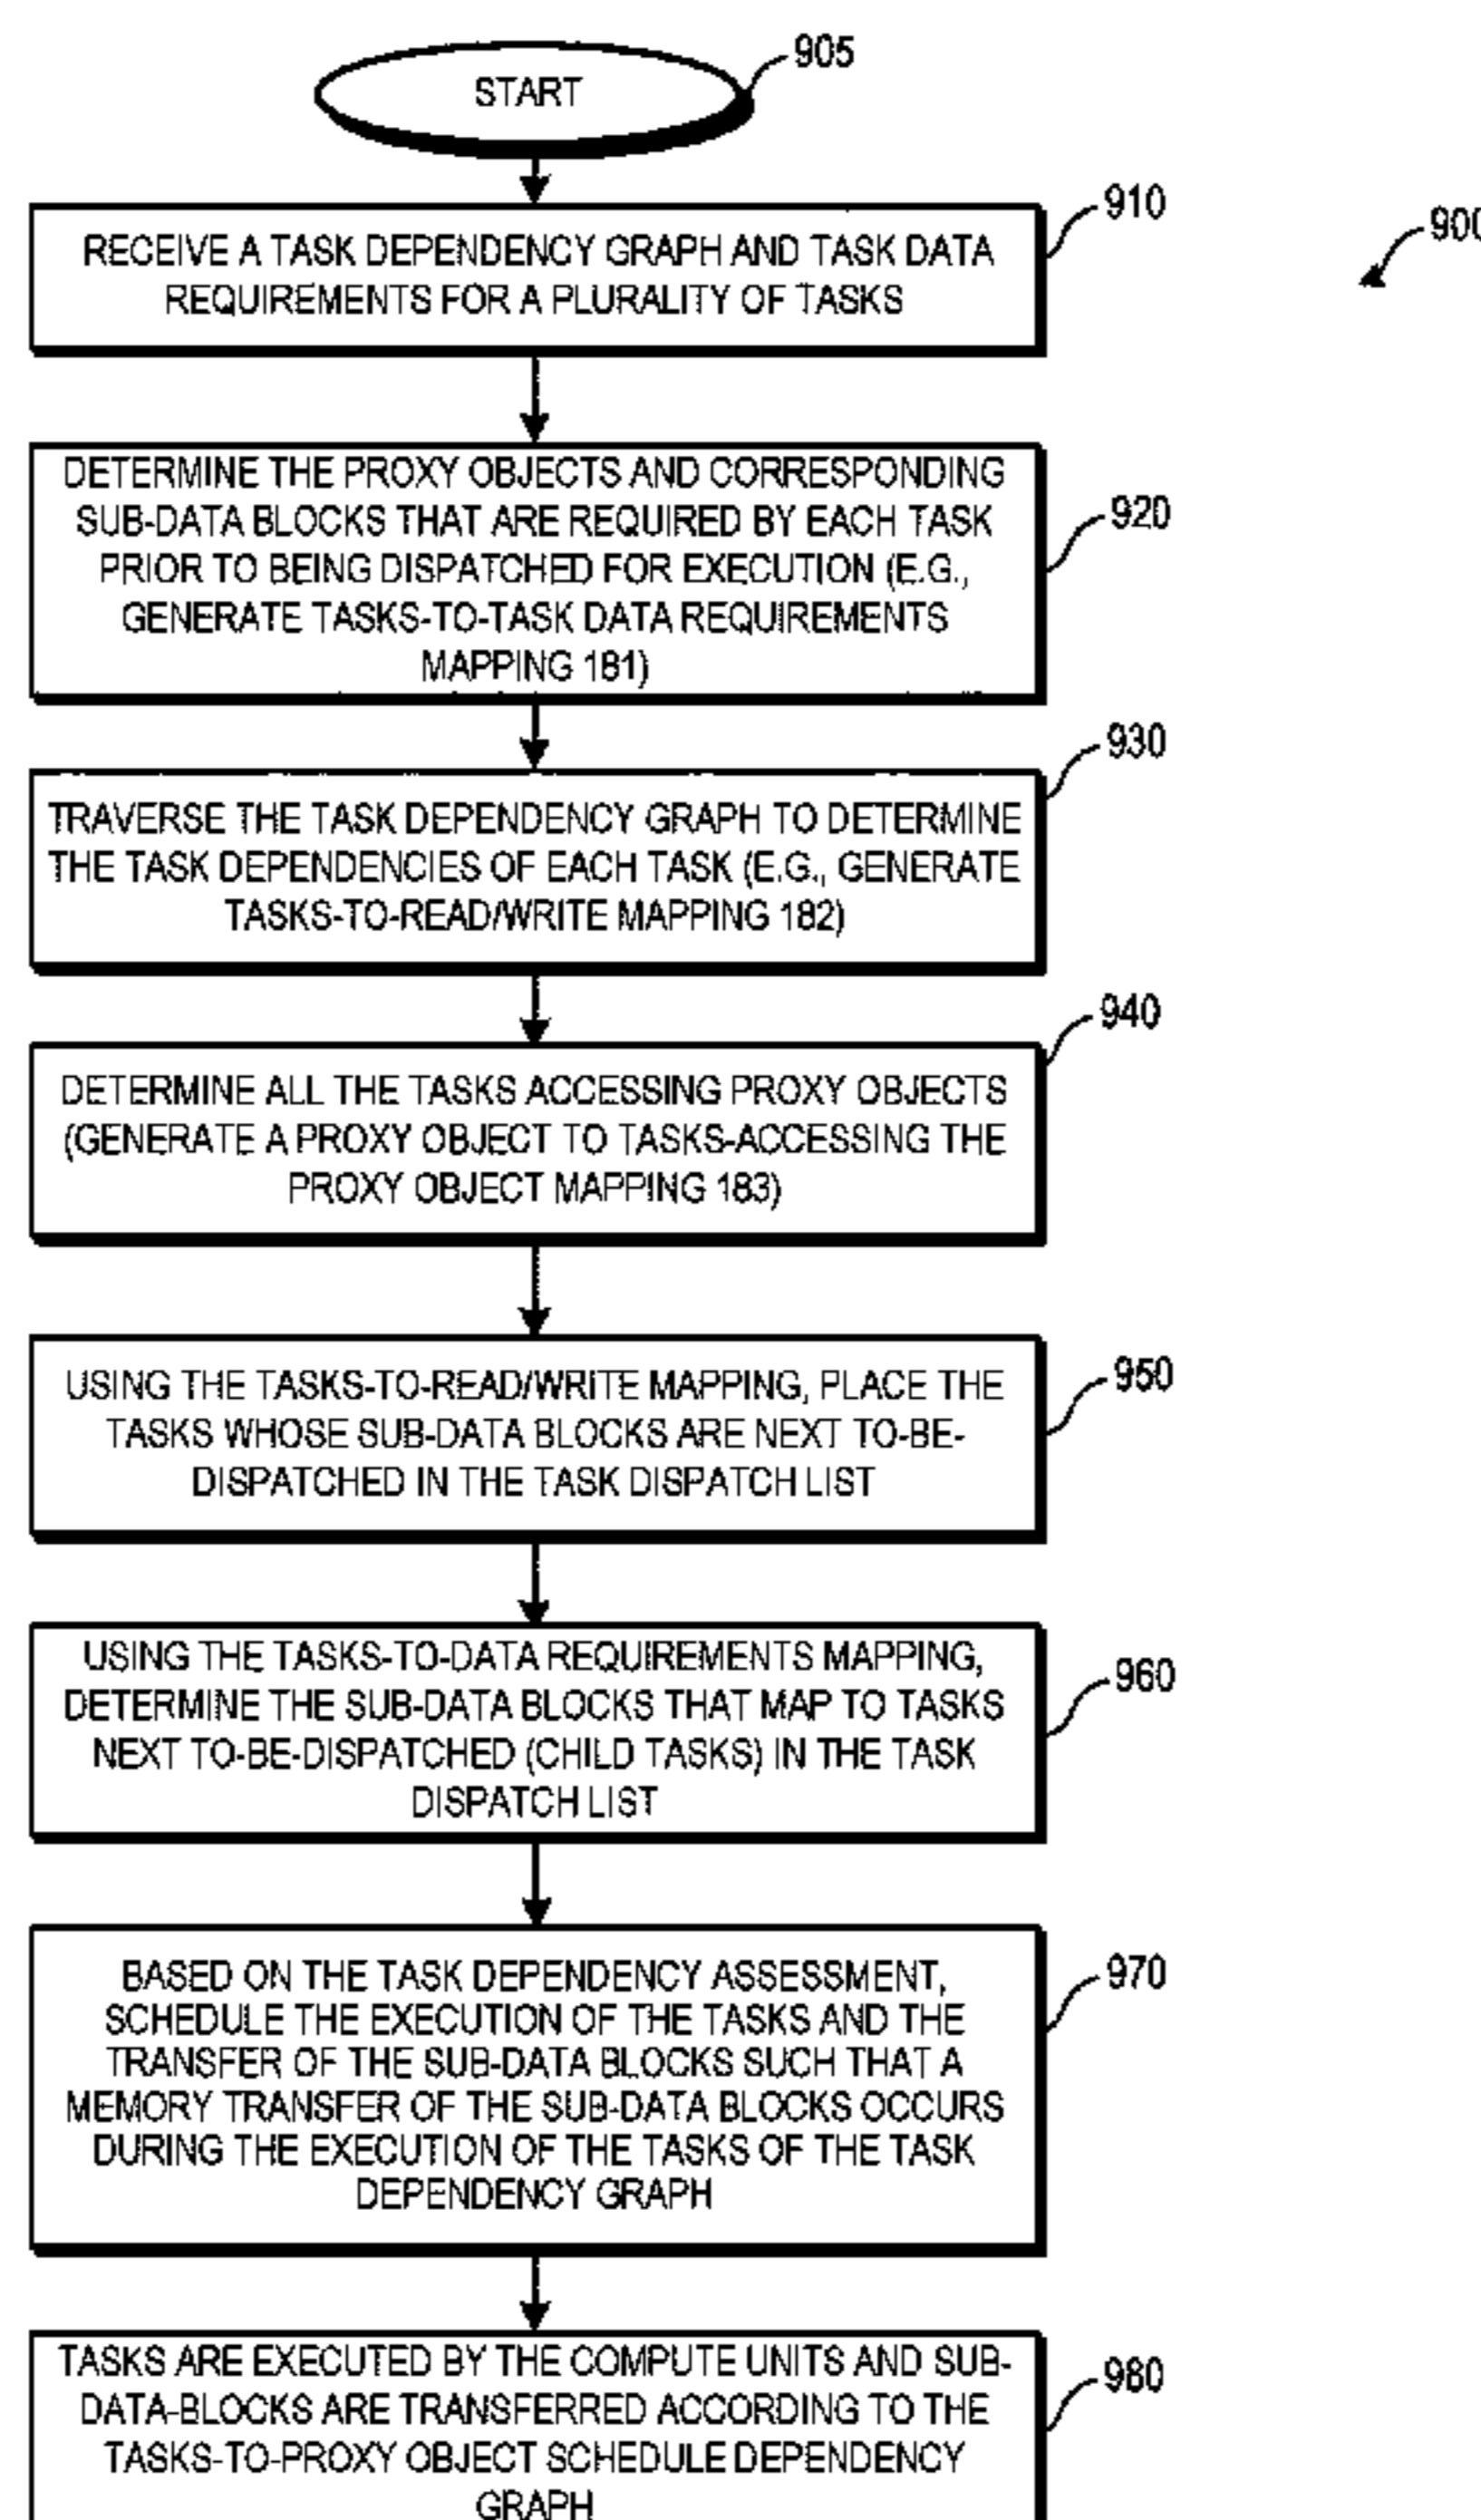 905
START
910
900
RECEIVE A TASK DEPENDENCY GRAPH AND TASK DATA
REQUIREMENTS FOR A PLURALITY OF TASKS
DETERMINE THE PROXY OBJECTS AND CORRESPONDING
SUB-DATA BLOCKS THAT ARE REQUIRED BY EACH TASK
PRIOR TO BEING DISPATCHED FOR EXECUTION (E.G.,
GENERATE TASKS-TO-TASK DATA REQUIREMENTS
MAPPING 181)
920
930
TRAVERSE THE TASK DEPENDENCY GRAPH TO DETERMINE
THE TASK DEPENDENCIES OF EACH TASK (E.G., GENERATE
TASKS-TO-READ/WRITE MAPPING 182)
940
DETERMINE ALL THE TASKS ACCESSING PROXY OBJECTS
(GENERATE A PROXY OBJECT TO TASKS-ACCESSING THE
PROXY OBJECT MAPPING 183)
950
USING THE TASKS-TO-READ/WRITE MAPPING, PLACE THE
TASKS WHOSE SUB-DATA BLOCKS ARE NEXT TO-BE-
DISPATCHED IN THE TASK DISPATCH LIST
960
USING THE TASKS-TO-DATA REQUIREMENTS MAPPING,
DETERMINE THE SUB-DATA BLOCKS THAT MAP TO TASKS
NEXT TO-BE-DISPATCHED (CHILD TASKS) IN THE TASK
DISPATCH LIST
970
BASED ON THE TASK DEPENDENCY ASSESSMENT,
SCHEDULE THE EXECUTION OF THE TASKS AND THE
TRANSFER OF THE SUB-DATA BLOCKS SUCH THAT A
MEMORY TRANSFER OF THE SUB-DATA BLOCKS OCCURS
DURING THE EXECUTION OF THE TASKS OF THE TASK
DEPENDENCY GRAPH
980
TASKS ARE EXECUTED BY THE COMPUTE UNITS AND SUB-
DATA-BLOCKS ARE TRANSFERRED ACCORDING TO THE
TASKS-TO-PROXY OBJECT SCHEDULE DEPENDENCY
GRAPH